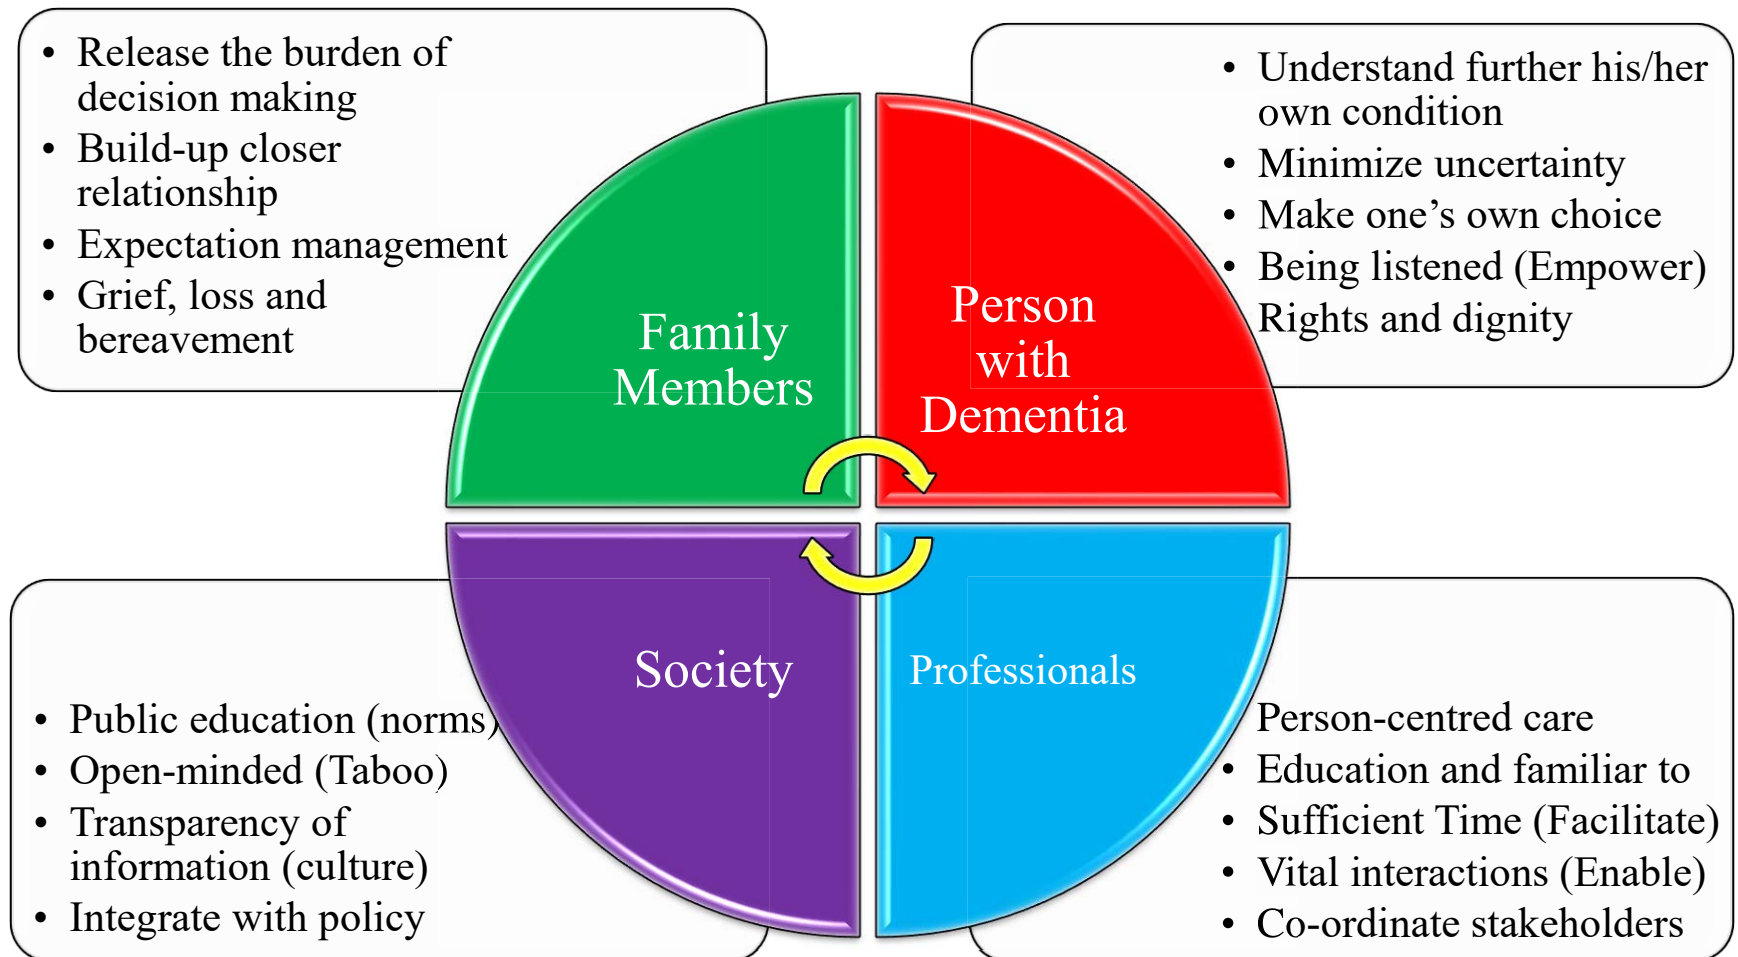 • Release the burden of
decision making
• Build-up closer
relationship
• Expectation management
• Grief, loss and
bereavement
• Understand further his/her
own condition
• Minimize uncertainty
• Make one’s own choice
• Being listened (Empower)
Rights and dignity
Family
Members
Person
with
Dementia
Society
Professionals
• Public education (norms)
• Open-minded (Taboo)
• Transparency of
information (culture)
• Integrate with policy
Person-centred care
• Education and familiar to
• Sufficient Time (Facilitate)
• Vital interactions (Enable)
• Co-ordinate stakeholders